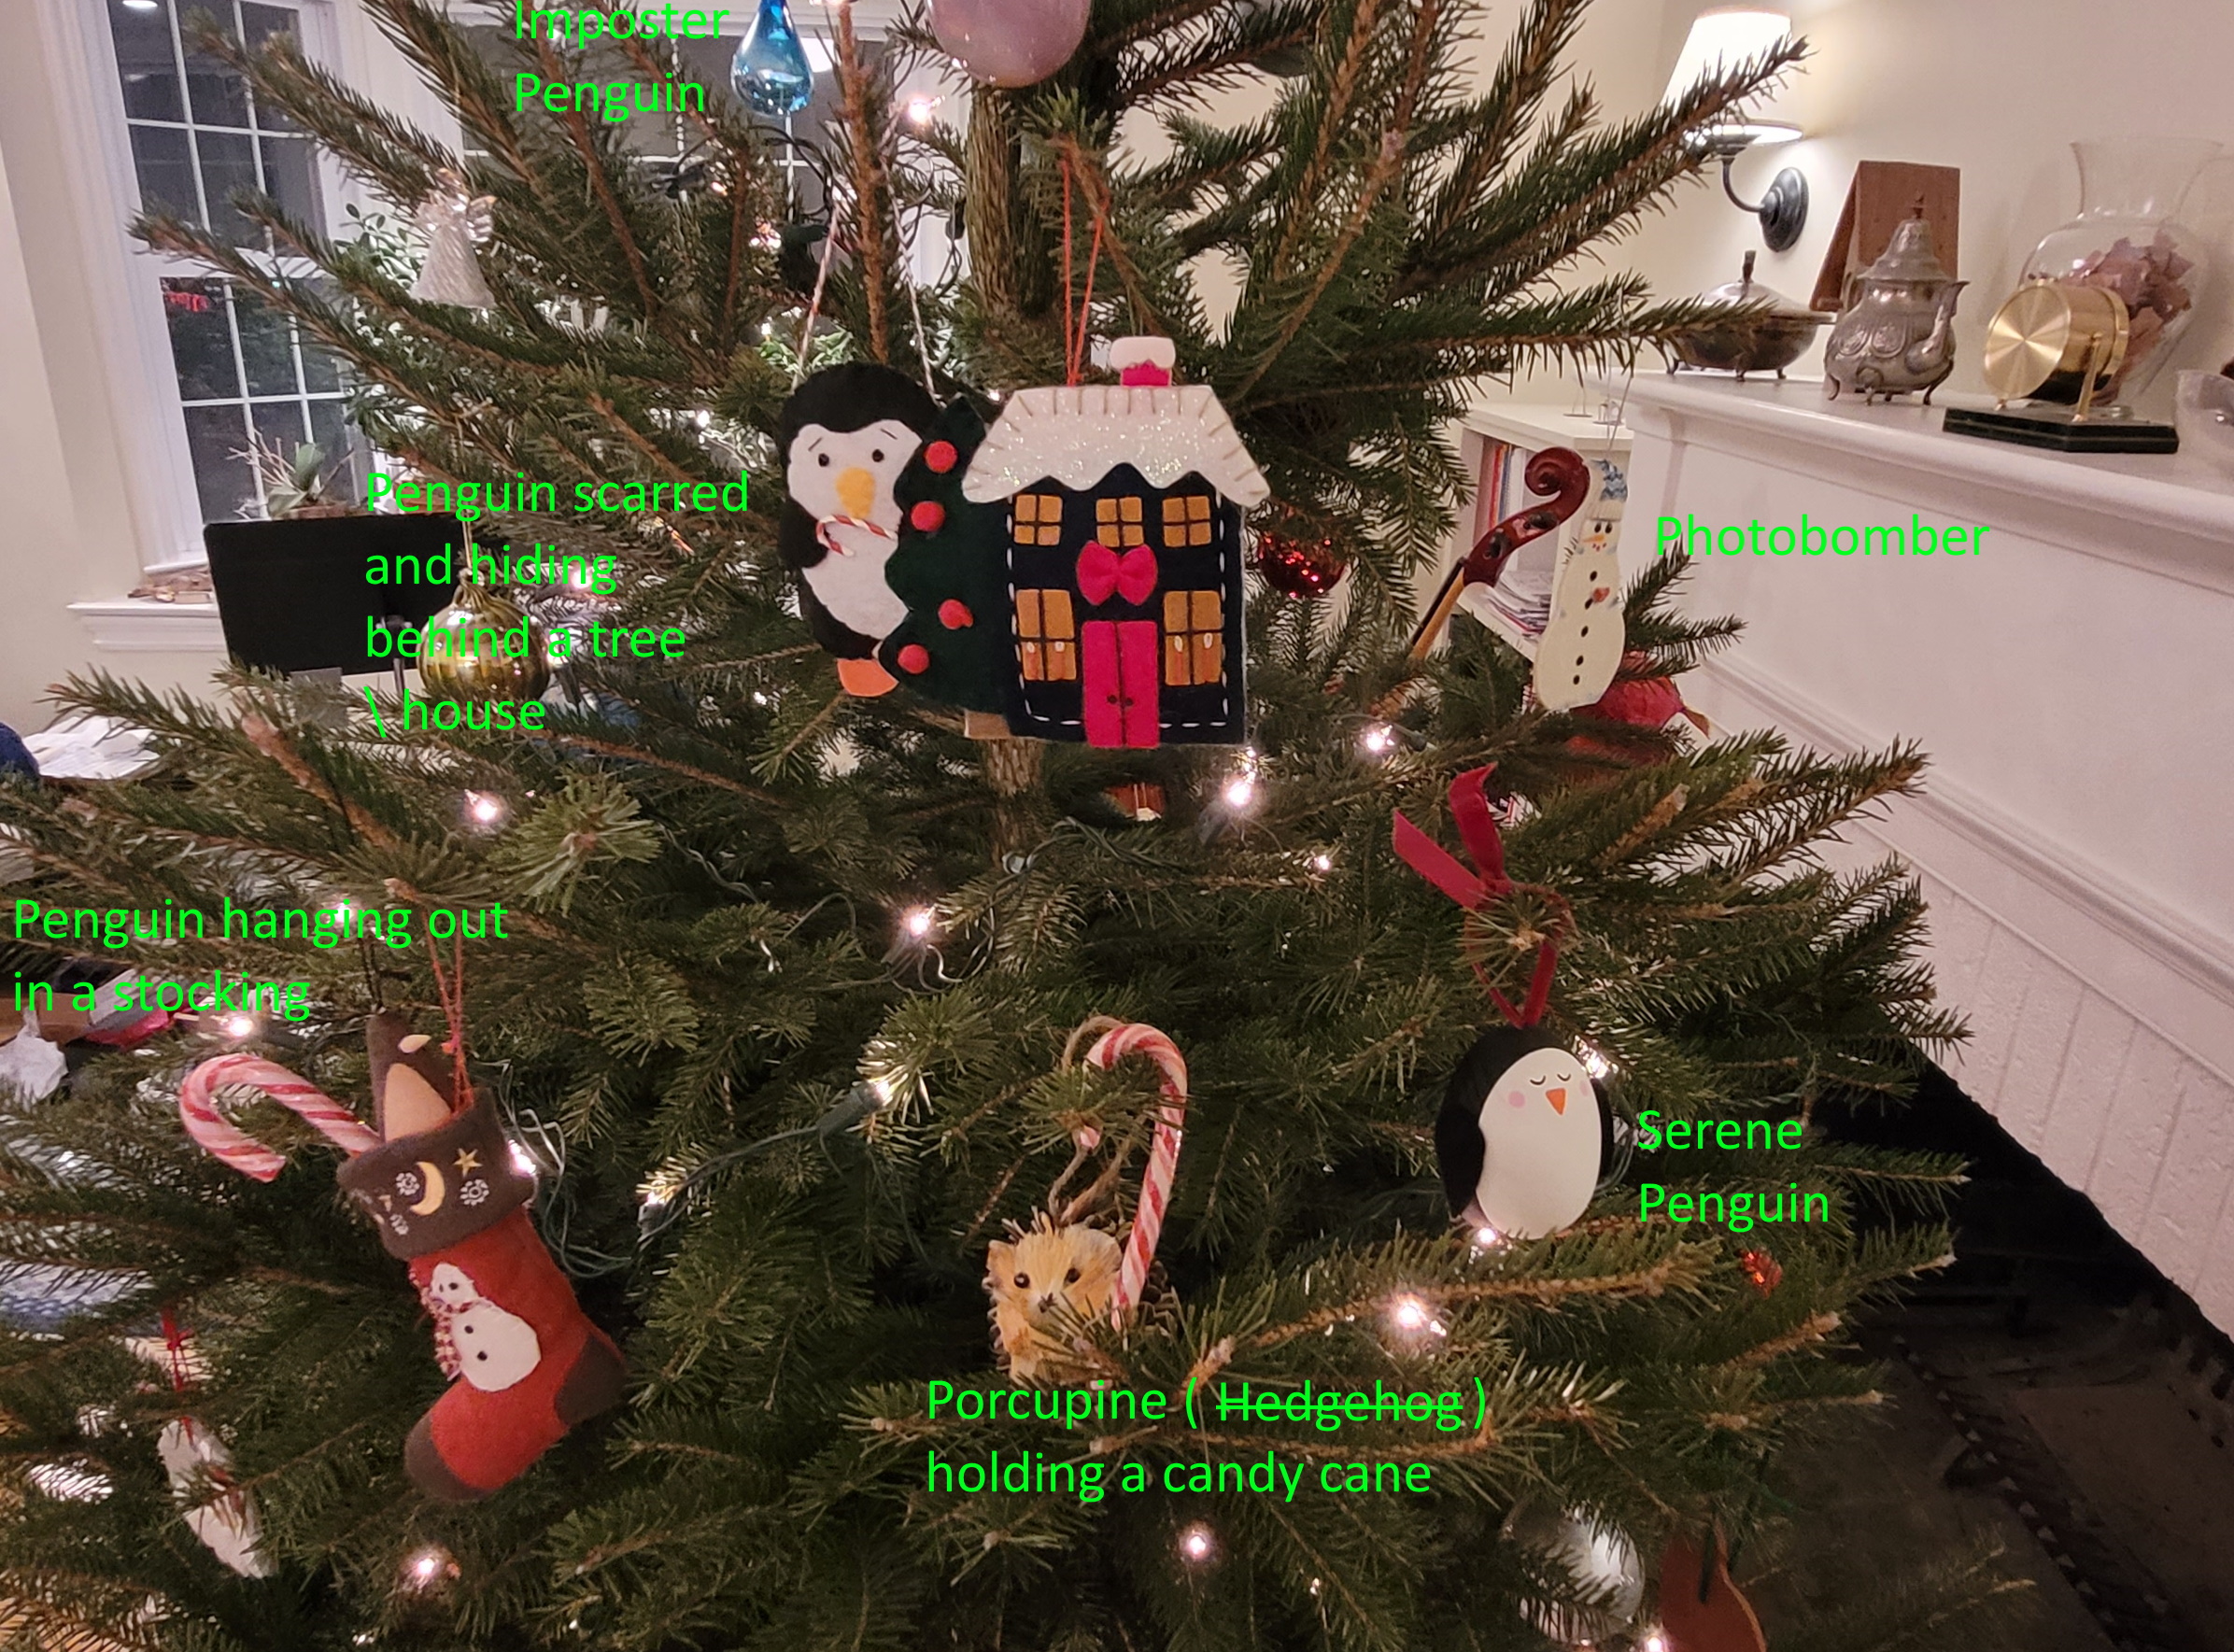 Imposter
Penguin
Penguin scarred
and hiding
behind a tree
\ house
Photobomber
Penguin hanging out
in a stocking
Serene
Penguin
Porcupine ( Hedgehog )
holding a candy cane